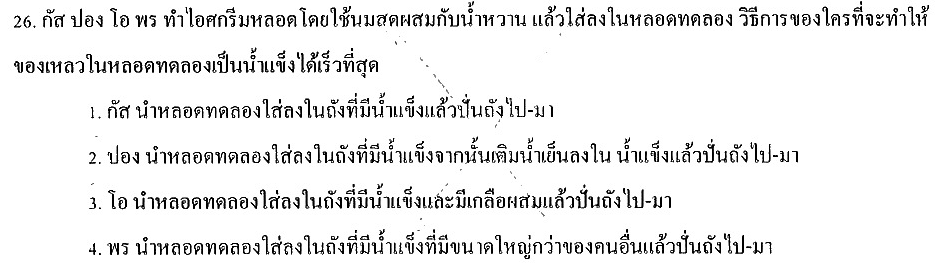 26. กัส ปอง โอ พร ทำไอศกรีมหลอดโดยใช้นมสดผสมกับน้ำหวาน แล้วใส่ลงในหลอดทดลอง วิธีการของใครที่จะทำให้
ของเหลวในหลอดทดลองเป็นน้ำแข็งได้เร็วที่สุด
1. กัส นำหลอดทดลองใส่ลงในถังที่มีน้ำแข็งแล้วปั่นถังไป-มา
2. ปอง นำหลอดทดลองใส่ลงในถังที่มีน้ำแข็งจากนั้นเติมน้ำเย็นลงใน น้ำแข็งแล้วปั่นถังไป-มา
3. โอ นำหลอดทดลองใส่ลงในถังที่มีน้ำแข็งและมีเกลือผสมแล้วปั่นถังไป-มา
4. พร นำหลอดทดลองใส่ลงในถังที่มีน้ำแข็งที่มีขนาดใหญ่กว่าของคนอื่นแล้วปั่นถังไป-มา